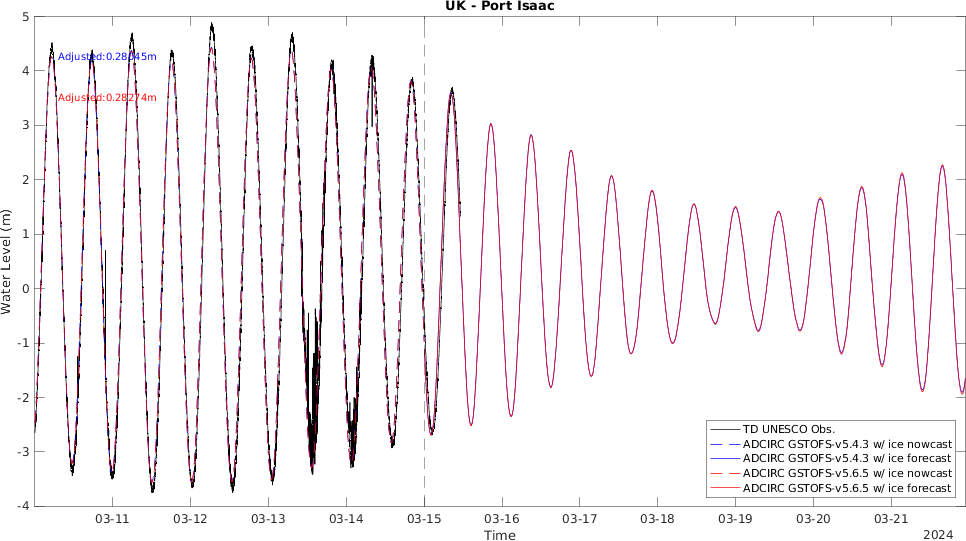 UK - Port Isaac
Water Level (m)
5
4
3
2
1
0
-1
-2
-3
-4
Adjusted:0.28045m
Adjusted:0.28274m
TD UNESCO Obs.
ADCIRC GSTOFS-v5.4.3 w/ ice nowcast
ADCIRC GSTOFS-v5.4.3 w/ ice forecast
ADCIRC GSTOFS-v5.6.5 w/ ice nowcast
ADCIRC GSTOFS-v5.6.5 w/ ice forecast
03-11 03-12 03-13 03-14 03-15 03-16 03-17 03-18 03-19 03-20 03-21
Time
2024